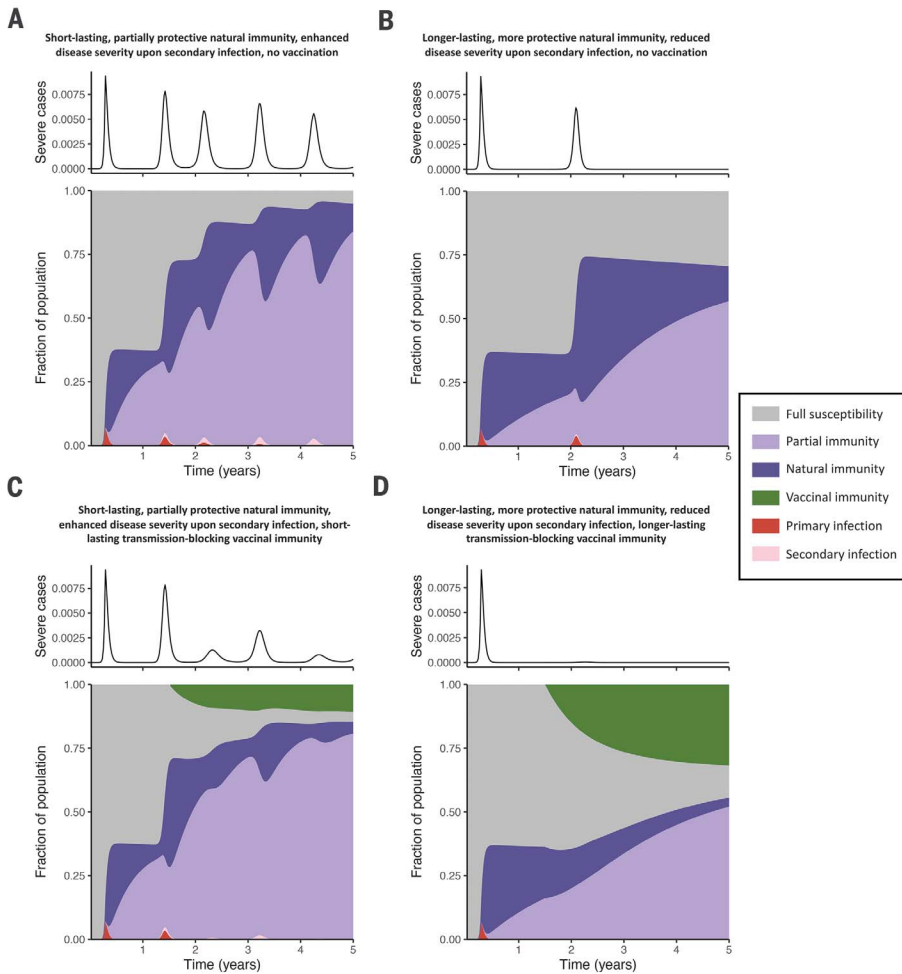 A
Short-lasting, partially protective natural immunity, enhanced
disease severity upon secondary infection, no vaccination
Severe cases
0.0075
0.0050
0.0025
0.0000
Fraction of population
1.00
0.75
0.50
0.25
0.00
1 2 3 4 5
Time (years)
B
Longer-lasting, more protective natural immunity, reduced
disease severity upon secondary infection, no vaccination
Severe cases
0.0075
0.0050
0.0025
0.0000
Fraction of population
1.00
0.75
0.50
0.25
0.00
1 2 3 4 5
Time (years)
Full susceptibility
Partial immunity
Natural immunity
Vaccinal immunity
Primary infection
Secondary infection
C
Short-lasting, partially protective natural immunity,
enhanced disease severity upon secondary infection, short-
lasting transmission-blocking vaccinal immunity
Severe cases
0.0075
0.0050
0.0025
0.0000
Fraction of population
1.00
0.75
0.50
0.25
0.00
1 2 3 4 5
Time (years)
D
Longer-lasting, more protective natural immunity, reduced
disease severity upon secondary infection, longer-lasting
transmission-blocking vaccinal immunity
Severe cases
0.0075
0.0050
0.0025
0.0000
Fraction of population
1.00
0.75
0.50
0.25
0.00
1 2 3 4 5
Time (years)